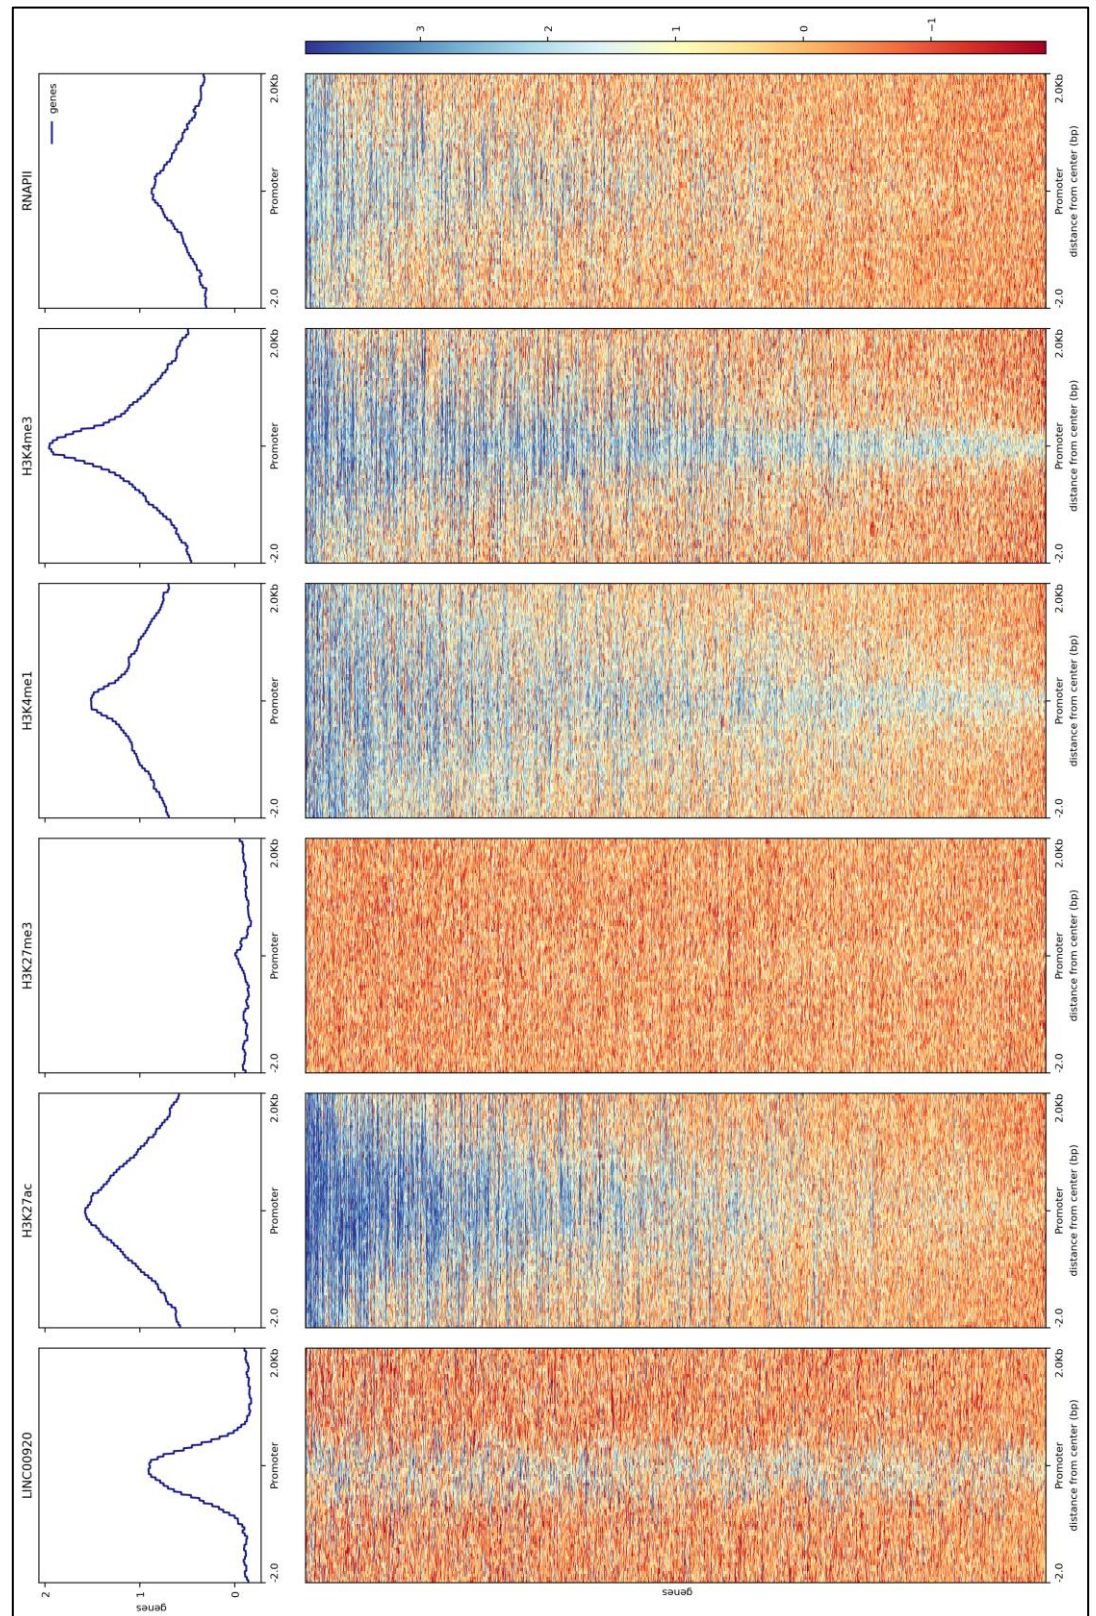 LINC00920
H3K27ac
H3K27me3
H3K4me1
H3K4me3
RNAPII
genes
2
1
0
genes
-2.0 Promoter 2.0Kb
-2.0 Promoter 2.0Kb
-2.0 Promoter 2.0Kb
-2.0 Promoter 2.0Kb
-2.0 Promoter 2.0Kb
-2.0 Promoter 2.0Kb
genes
3
2
1
0
−1
-2.0 Promoter 2.0Kb
distance from center (bp)
-2.0 Promoter 2.0Kb
distance from center (bp)
-2.0 Promoter 2.0Kb
distance from center (bp)
-2.0 Promoter 2.0Kb
distance from center (bp)
-2.0 Promoter 2.0Kb
distance from center (bp)
-2.0 Promoter 2.0Kb
distance from center (bp)